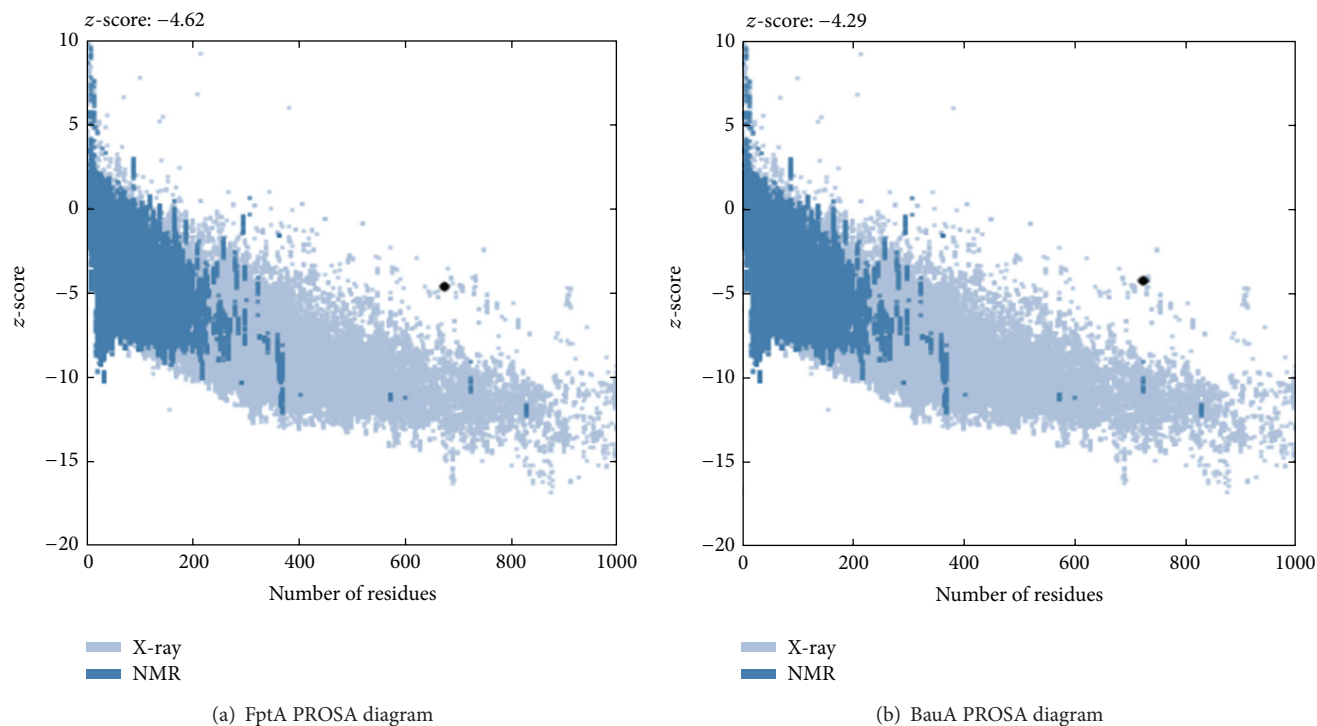 z-score: −4.62
10
5
0
−5
−10
−15
−20
z-score
0 200 400 600 800 1000
Number of residues
X-ray
NMR
(a) FptA PROSA diagram
z-score: −4.29
10
5
0
−5
−10
−15
−20
z-score
0 200 400 600 800 1000
Number of residues
X-ray
NMR
(b) BauA PROSA diagram